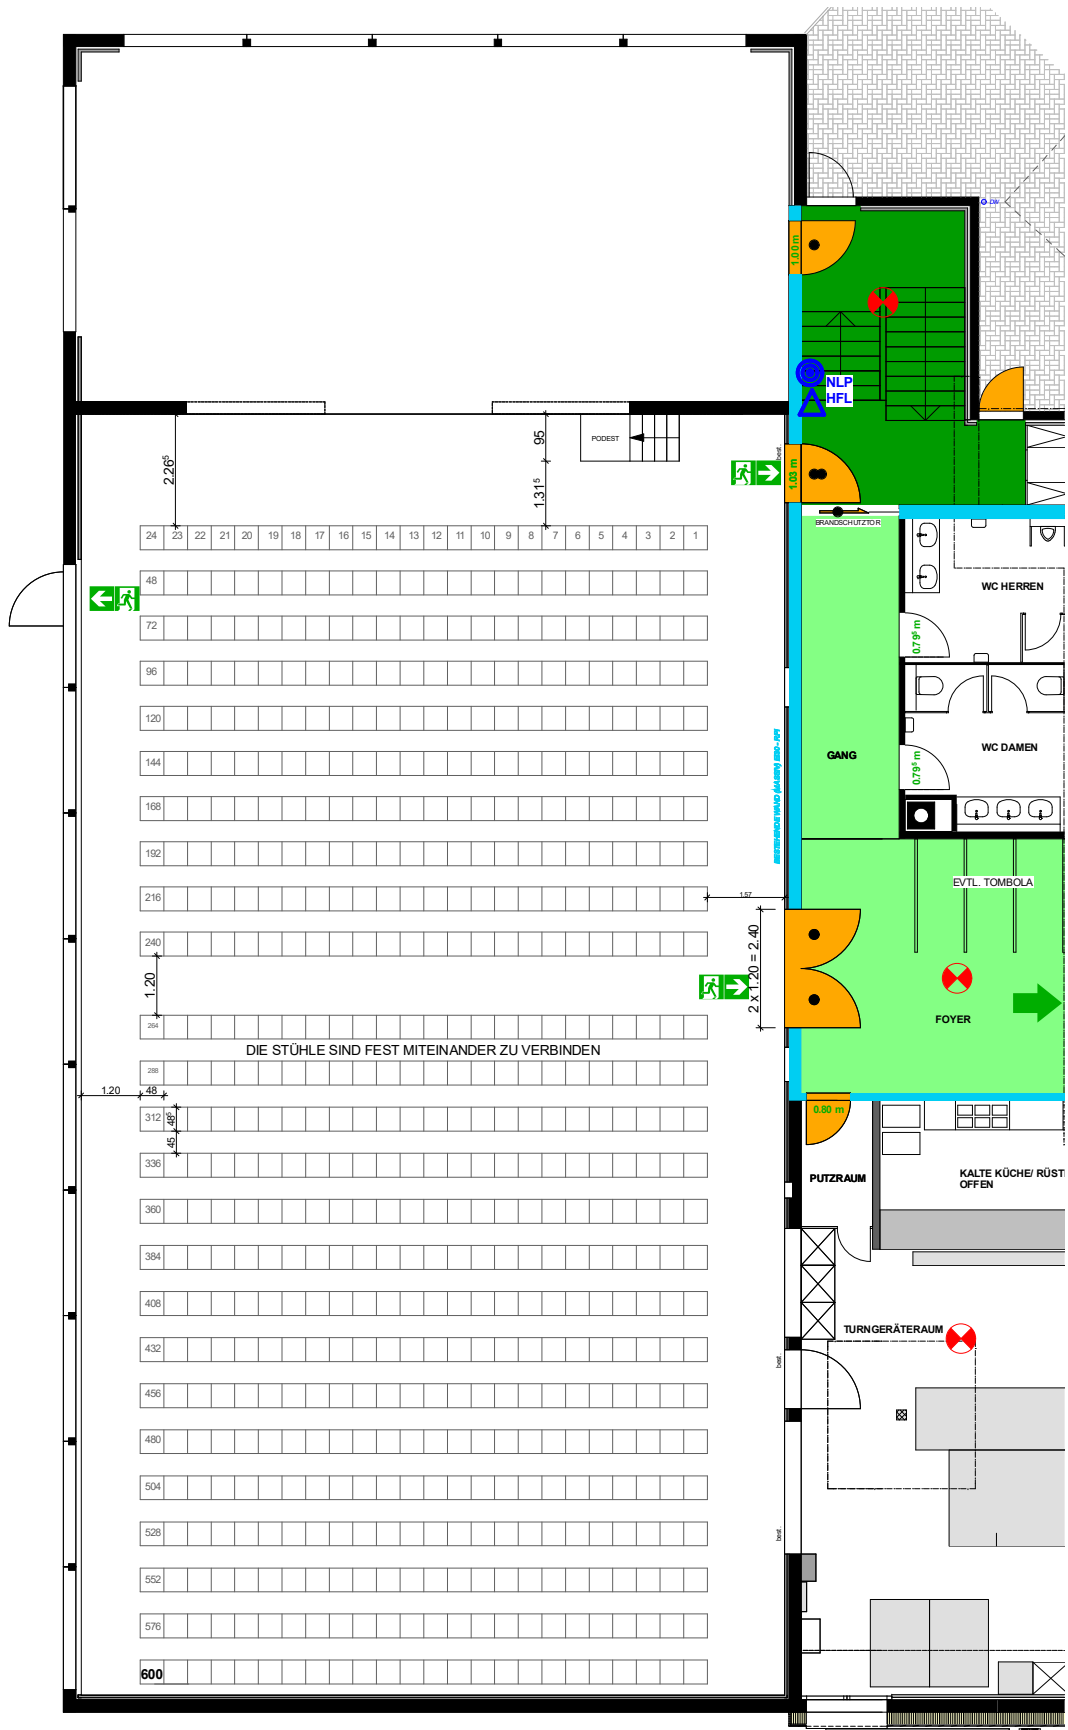 DW
1.00 m
NLP
HFL
PODEST
best.
95
2.26⁵
1.31⁵
1.03 m
BRANDSCHUTZTOR
24 23 22 21 20 19 18 17 16 15 14 13 12 11 10 9 8 7 6 5 4 3 2 1
48
72
96
120
144
168
192
216
240
264
288
312
336
360
384
408
432
456
480
504
528
552
576
600
WC HERREN
0.79⁵ m
WC DAMEN
0.79⁵ m
GANG
EVTL. TOMBOLA
1.57
2 x 1.20 = 2.40
1.20
FOYER
DIE STÜHLE SIND FEST MITEINANDER ZU VERBINDEN
1.20
48
48⁵
45
0.80 m
PUTZRAUM
KALTE KÜCHE/ RÜST
OFFEN
TURNGERÄTERAUM
best.
best.